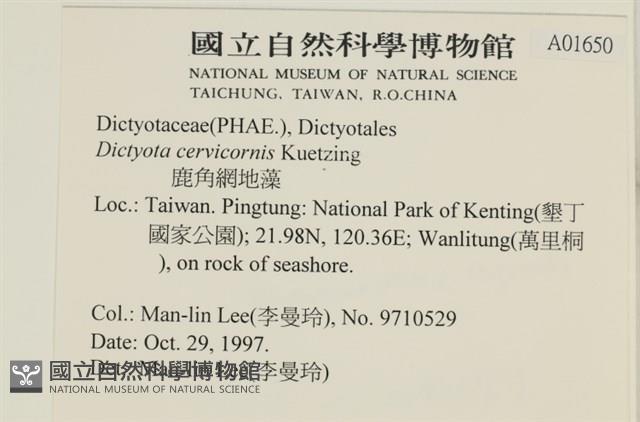 國立自然科學博物館
A01650
NATIONAL MUSEUM OF NATURAL SCIENCE
TAICHUNG, TAIWAN, R.O.CHINA
Dictyotaceae(PHAE.), Dictyotales
Dictyota cervicornis Kuetzing
鹿角網地藻
Loc.: Taiwan. Pingtung: National Park of Kenting(墾丁
國家公園); 21.98N, 120.36E; Wanlitung(萬里桐
), on rock of seashore.
Col.: Man-lin Lee(李曼玲), No. 9710529
Date: Oct. 29, 1997.
(李曼玲)
國立自然科學博物館
NATIONAL MUSEUM OF NATURAL SCIENCE